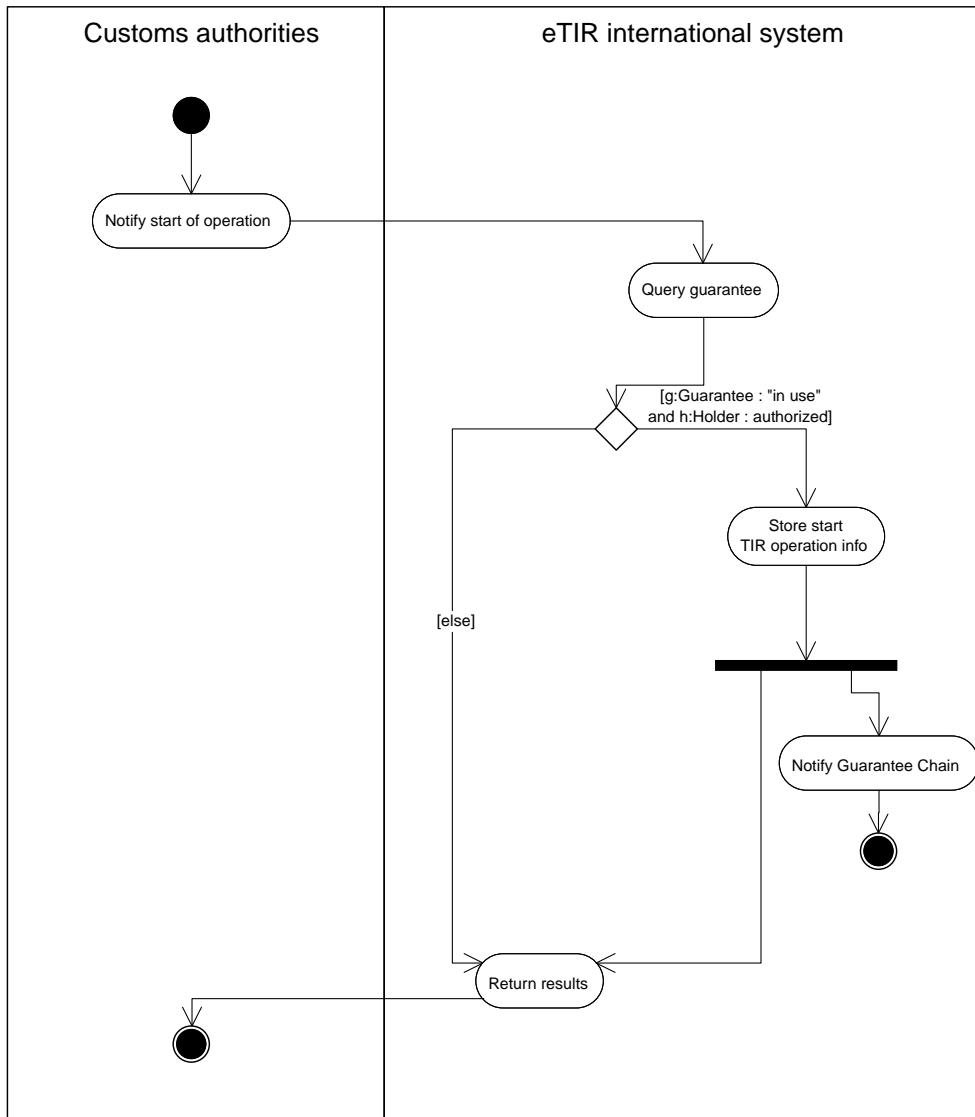 Customs authorities
eTIR international system
Notify start of operation
Query guarantee
[g:Guarantee : "in use"
and h:Holder : authorized]
Store start
TIR operation info
[else]
Notify Guarantee Chain
Return results